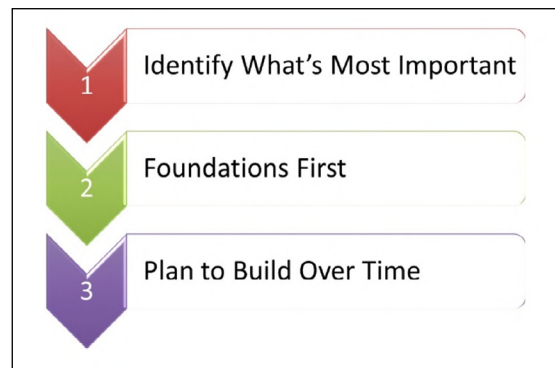 1
Identify What’s Most Important
2
Foundations First
3
Plan to Build Over Time